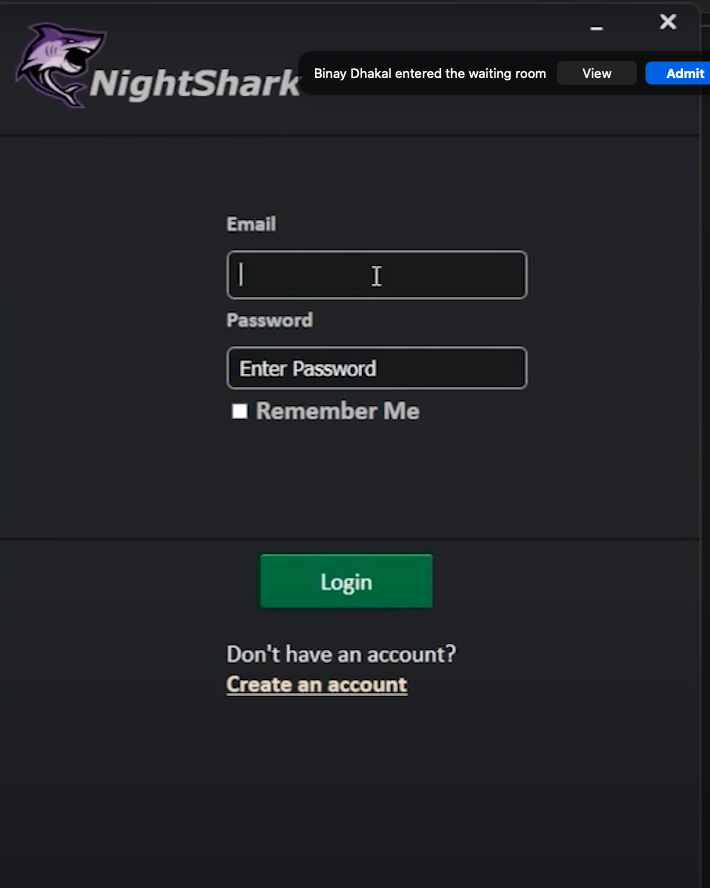 NightShark
Binay Dhakal entered the waiting room View Admit
Email
Password
Enter Password
Remember Me
Login
Don't have an account?
Create an account